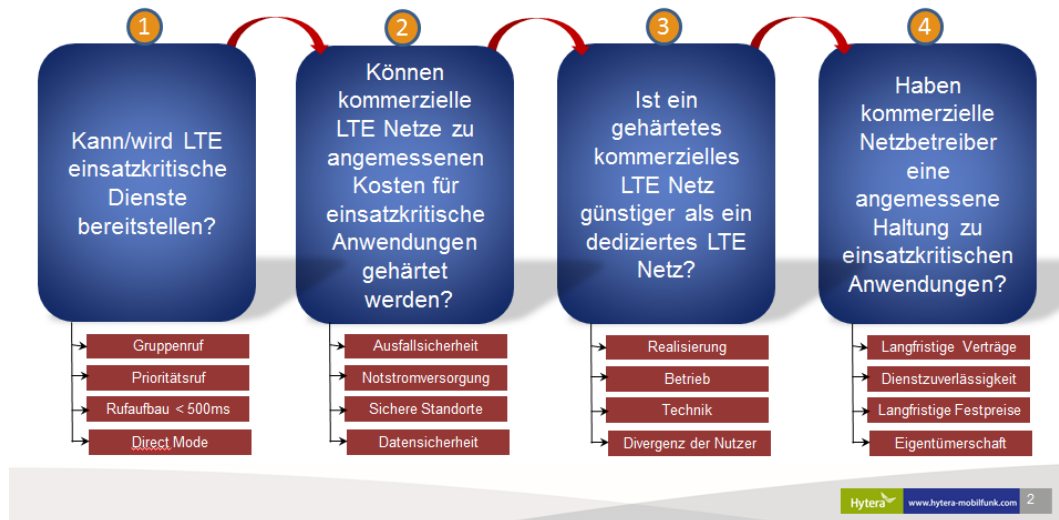 1
Kann/wird LTE
einsatzkritische
Dienste
bereitstellen?
Gruppenruf
Prioritätsruf
Rufaufbau < 500ms
Direct Mode
2
Können
kommerzielle
LTE Netze zu
angemessenen
Kosten für
einsatzkritische
Anwendungen
gehärtet
werden?
Ausfallsicherheit
Notstromversorgung
Sichere Standorte
Datensicherheit
3
Ist ein
gehärtetes
kommerzielles
LTE Netz
günstiger als ein
dediziertes LTE
Netz?
Realisierung
Betrieb
Technik
Divergenz der Nutzer
4
Haben
kommerzielle
Netzbetreiber
eine
angemessene
Haltung zu
einsatzkritischen
Anwendungen?
Langfristige Verträge
Dienstzuverlässigkeit
Langfristige Festpreise
Eigentümerschaft
Hytera www.hytera-mobilfunk.com 2